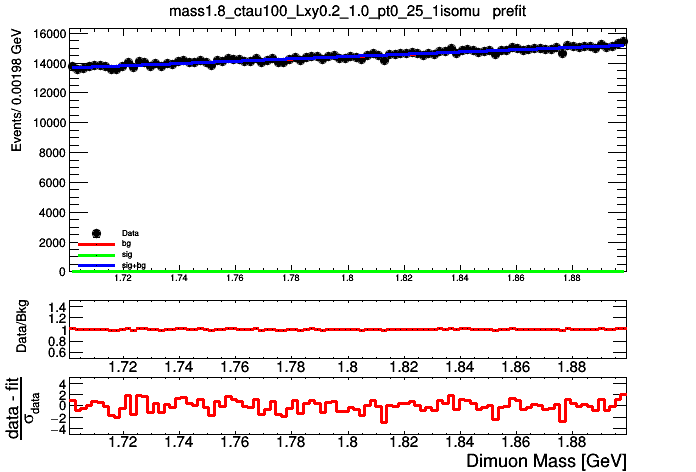 mass1.8_ctau100_Lxy0.2_1.0_pt0_25_1isomu prefit
Events/ 0.00198 GeV
16000
14000
12000
10000
8000
6000
4000
2000
0
Data
bg
sig
sig+bg
1.72 1.74 1.76 1.78 1.8 1.82 1.84 1.86 1.88
Data/Bkg
1.4
1.2
1
0.8
0.6
1.72 1.74 1.76 1.78 1.8 1.82 1.84 1.86 1.88
data - fit
σdata
4
2
0
−2
−4
1.72 1.74 1.76 1.78 1.8 1.82 1.84 1.86 1.88
Dimuon Mass [GeV]